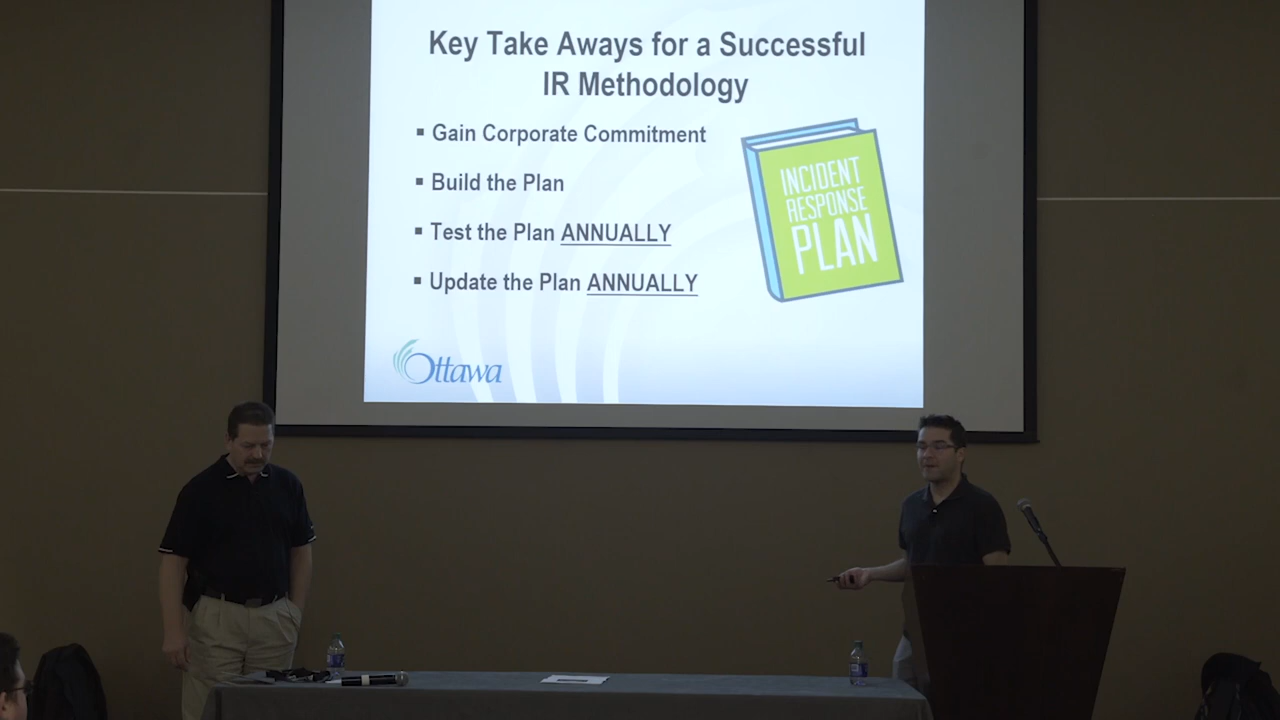 Key Take Aways for a Successful
IR Methodology
▪ Gain Corporate Commitment
▪ Build the Plan
▪ Test the Plan ANNUALLY
▪ Update the Plan ANNUALLY
INCIDENT
RESPONSE
PLAN
Ottawa